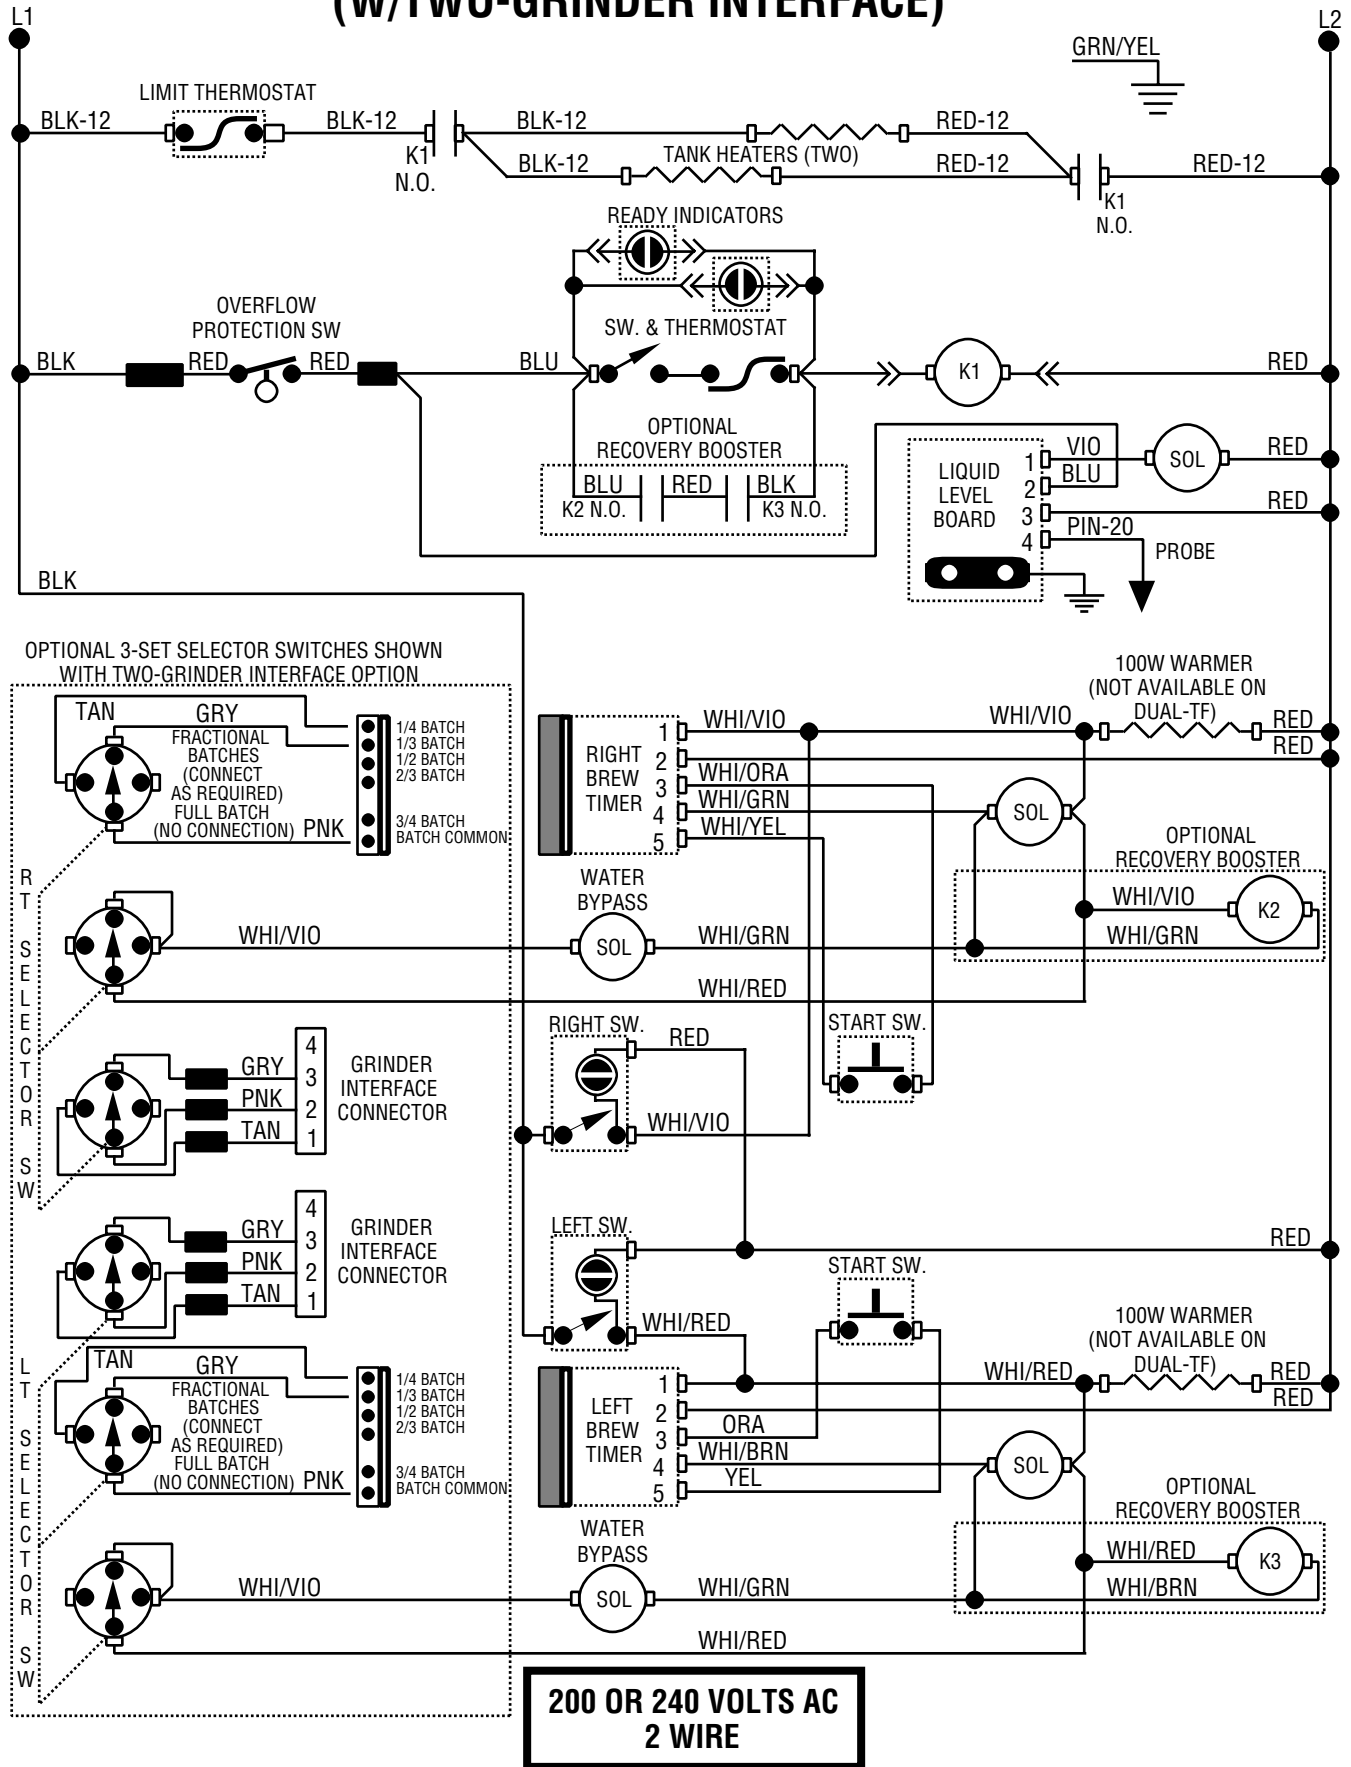 (W/TWO-GRINDER INTERFACE)
L1
L2
GRN/YEL
LIMIT THERMOSTAT
BLK-12
BLK-12
BLK-12
RED-12
K1
N.O.
TANK HEATERS (TWO)
BLK-12
RED-12
RED-12
K1
N.O.
READY INDICATORS
OVERFLOW
PROTECTION SW
SW. & THERMOSTAT
BLK
RED
RED
BLU
K1
RED
OPTIONAL
RECOVERY BOOSTER
BLU
RED
BLK
K2 N.O.
K3 N.O.
LIQUID
LEVEL
BOARD
1
2
3
4
VIO
BLU
SOL
RED
RED
PIN-20
PROBE
BLK
OPTIONAL 3-SET SELECTOR SWITCHES SHOWN
WITH TWO-GRINDER INTERFACE OPTION
TAN
GRY
FRACTIONAL
BATCHES
(CONNECT
AS REQUIRED)
FULL BATCH
(NO CONNECTION)
PNK
1/4 BATCH
1/3 BATCH
1/2 BATCH
2/3 BATCH
3/4 BATCH
BATCH COMMON
RIGHT
BREW
TIMER
1
2
3
4
5
WHI/VIO
WHI/ORA
WHI/GRN
WHI/YEL
WHI/VIO
100W WARMER
(NOT AVAILABLE ON
DUAL-TF)
RED
RED
SOL
OPTIONAL
RECOVERY BOOSTER
WHI/VIO
K2
WHI/GRN
RT SELECTOR SW
WHI/VIO
WATER
BYPASS
SOL
WHI/GRN
WHI/RED
GRY
PNK
TAN
4
3
2
1
GRINDER
INTERFACE
CONNECTOR
RIGHT SW.
RED
WHI/VIO
START SW.
GRY
PNK
TAN
4
3
2
1
GRINDER
INTERFACE
CONNECTOR
LEFT SW.
RED
WHI/RED
START SW.
LT SELECTOR SW
TAN
GRY
FRACTIONAL
BATCHES
(CONNECT
AS REQUIRED)
FULL BATCH
(NO CONNECTION)
PNK
1/4 BATCH
1/3 BATCH
1/2 BATCH
2/3 BATCH
3/4 BATCH
BATCH COMMON
LEFT
BREW
TIMER
1
2
3
4
5
ORA
WHI/BRN
YEL
WHI/RED
100W WARMER
(NOT AVAILABLE ON
DUAL-TF)
RED
RED
SOL
OPTIONAL
RECOVERY BOOSTER
WHI/RED
K3
WHI/BRN
WHI/VIO
WATER
BYPASS
SOL
WHI/GRN
WHI/RED
200 OR 240 VOLTS AC
2 WIRE